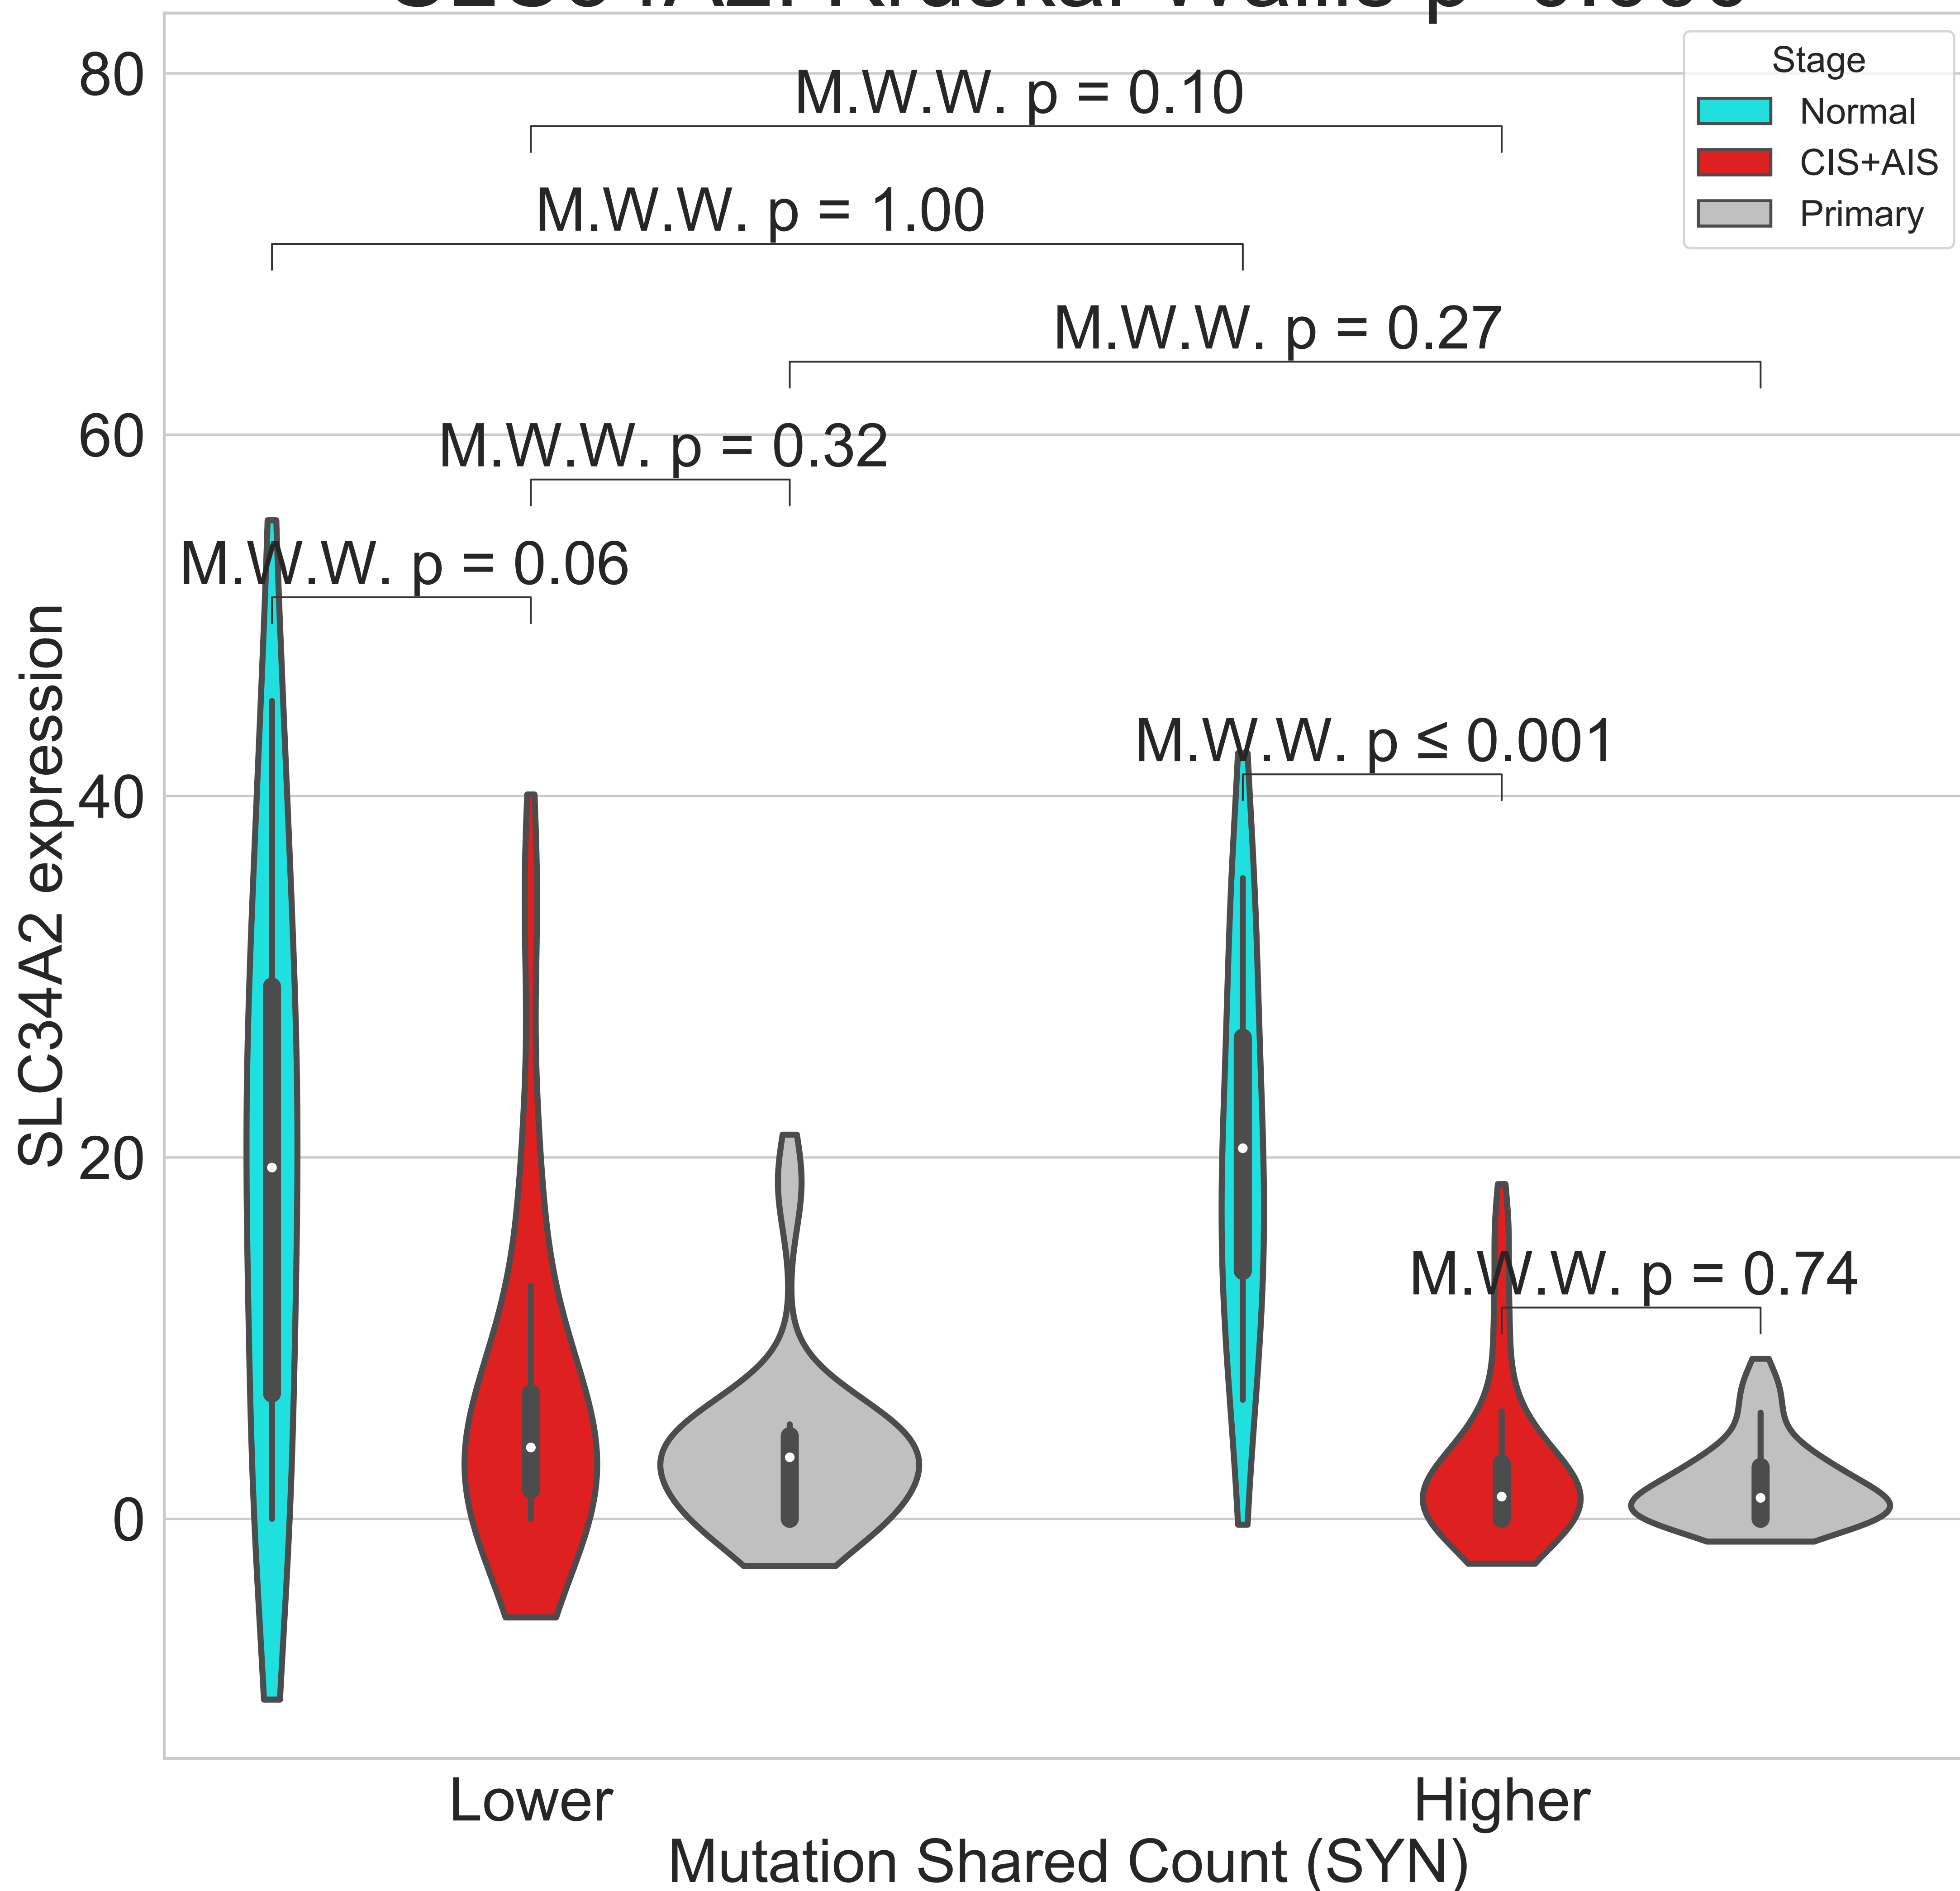 80
M.W.W. p = 0.10
Stage
Normal
CIS+AIS
Primary
M.W.W. p = 1.00
M.W.W. p = 0.27
60
M.W.W. p = 0.32
M.W.W. p = 0.06
M.W.W. p ≤ 0.001
40
SLC34A2 expression
20
M.W.W. p = 0.74
0
Lower
Higher
Mutation Shared Count (SYN)